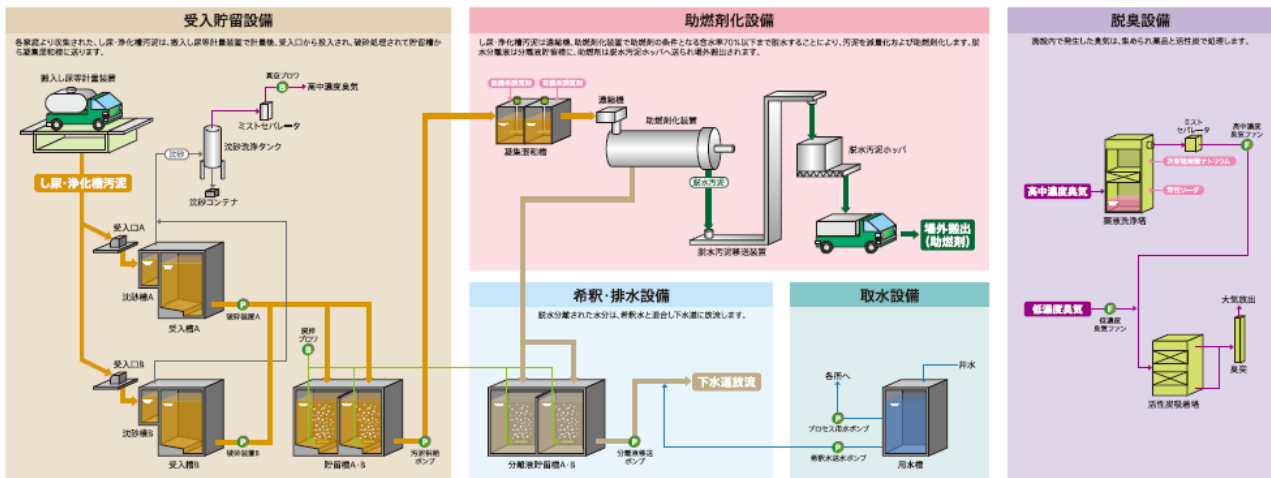 受入貯留設備
各家庭より収集された、し尿・浄化槽汚泥は、搬入し尿等計量装置で計量後、受入口から投入され、破砕処理されて貯留槽か
ら凝集混和槽に送ります。
搬入し尿等計量装置
真空ブロワ
B
高中濃度臭気
ミストセパレータ
沈砂
沈砂洗浄タンク
沈砂コンテナ
し尿・浄化槽汚泥
受入口A
沈砂槽A
受入槽A
P
破砕装置A
受入口B
沈砂槽B
受入槽B
P
破砕装置B
撹拌
ブロワ
B
貯留槽A・B
P
汚泥供給
ポンプ
助燃剤化設備
し尿・浄化槽汚泥は濃縮機、助燃剤化装置で助燃剤の条件となる含水率70%以下まで脱水することにより、汚泥を減量化および助燃剤化します。脱
水分離液は分離液貯留槽に、助燃剤は脱水汚泥ホッパへ送られ場外搬出されます。
凝集混和槽
濃縮機
助燃剤化装置
脱水汚泥
脱水汚泥移送装置
脱水汚泥ホッパ
場外搬出
(助燃剤)
希釈・排水設備
脱水分離された水分は、希釈水と混合し下水道に放流します。
分離液貯留槽A・B
P
分離液移送
ポンプ
下水道放流
取水設備
各所へ
井水
P
プロセス用水ポンプ
P
希釈水送水ポンプ
用水槽
脱臭設備
施設内で発生した臭気は、集められ薬品と活性炭で処理します。
高中濃度臭気
ミスト
セパレータ
高中濃度
臭気ファン
F
次亜塩素酸ナトリウム
苛性ソーダ
薬液洗浄塔
低濃度臭気
F
低濃度
臭気ファン
活性炭吸着塔
大気放出
臭突